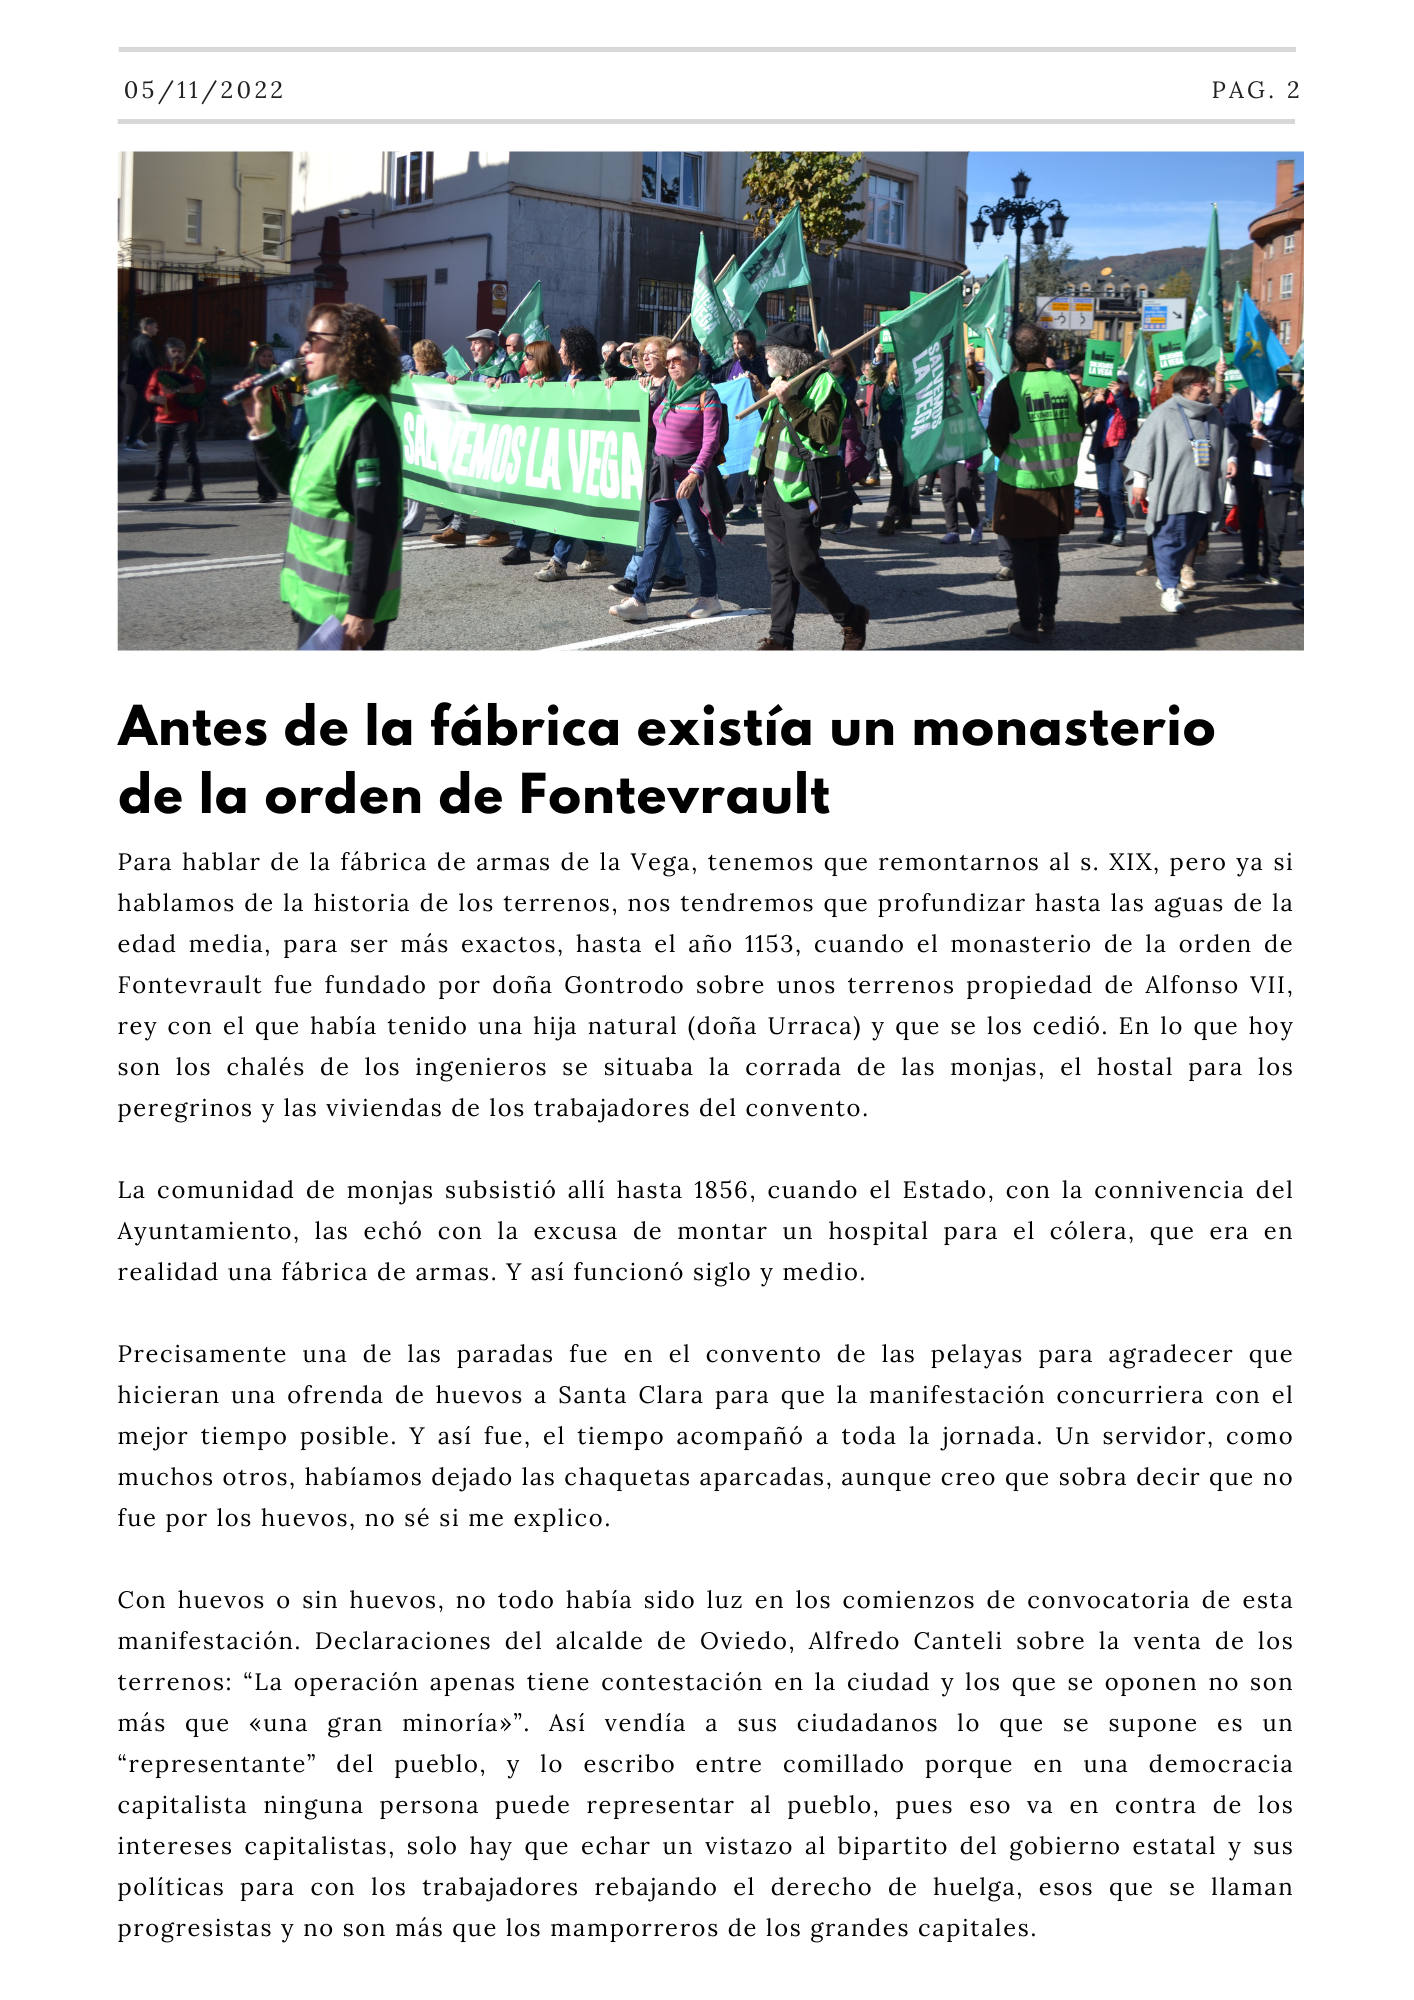 05/11/2022
PAG. 2
SALVEMOS LA VEGA
SALVEMOS
LA VEGA
Antes de la fábrica existía un monasterio
de la orden de Fontevrault
Para hablar de la fábrica de armas de la Vega, tenemos que remontarnos al s. XIX, pero ya si
hablamos de la historia de los terrenos, nos tendremos que profundizar hasta las aguas de la
edad media, para ser más exactos, hasta el año 1153, cuando el monasterio de la orden de
Fontevrault fue fundado por doña Gontrodo sobre unos terrenos propiedad de Alfonso VII,
rey con el que había tenido una hija natural (doña Urraca) y que se los cedió. En lo que hoy
son los chalés de los ingenieros se situaba la corrada de las monjas, el hostal para los
peregrinos y las viviendas de los trabajadores del convento.
La comunidad de monjas subsistió allí hasta 1856, cuando el Estado, con la connivencia del
Ayuntamiento, las echó con la excusa de montar un hospital para el cólera, que era en
realidad una fábrica de armas. Y así funcionó siglo y medio.
Precisamente una de las paradas fue en el convento de las pelayas para agradecer que
hicieran una ofrenda de huevos a Santa Clara para que la manifestación concurriera con el
mejor tiempo posible. Y así fue, el tiempo acompañó a toda la jornada. Un servidor, como
muchos otros, habíamos dejado las chaquetas aparcadas, aunque creo que sobra decir que no
fue por los huevos, no sé si me explico.
Con huevos o sin huevos, no todo había sido luz en los comienzos de convocatoria de esta
manifestación. Declaraciones del alcalde de Oviedo, Alfredo Canteli sobre la venta de los
terrenos: “La operación apenas tiene contestación en la ciudad y los que se oponen no son
más que «una gran minoría»”. Así vendía a sus ciudadanos lo que se supone es un
“representante” del pueblo, y lo escribo entre comillado porque en una democracia
capitalista ninguna persona puede representar al pueblo, pues eso va en contra de los
intereses capitalistas, solo hay que echar un vistazo al bipartito del gobierno estatal y sus
políticas para con los trabajadores rebajando el derecho de huelga, esos que se llaman
progresistas y no son más que los mamporreros de los grandes capitales.